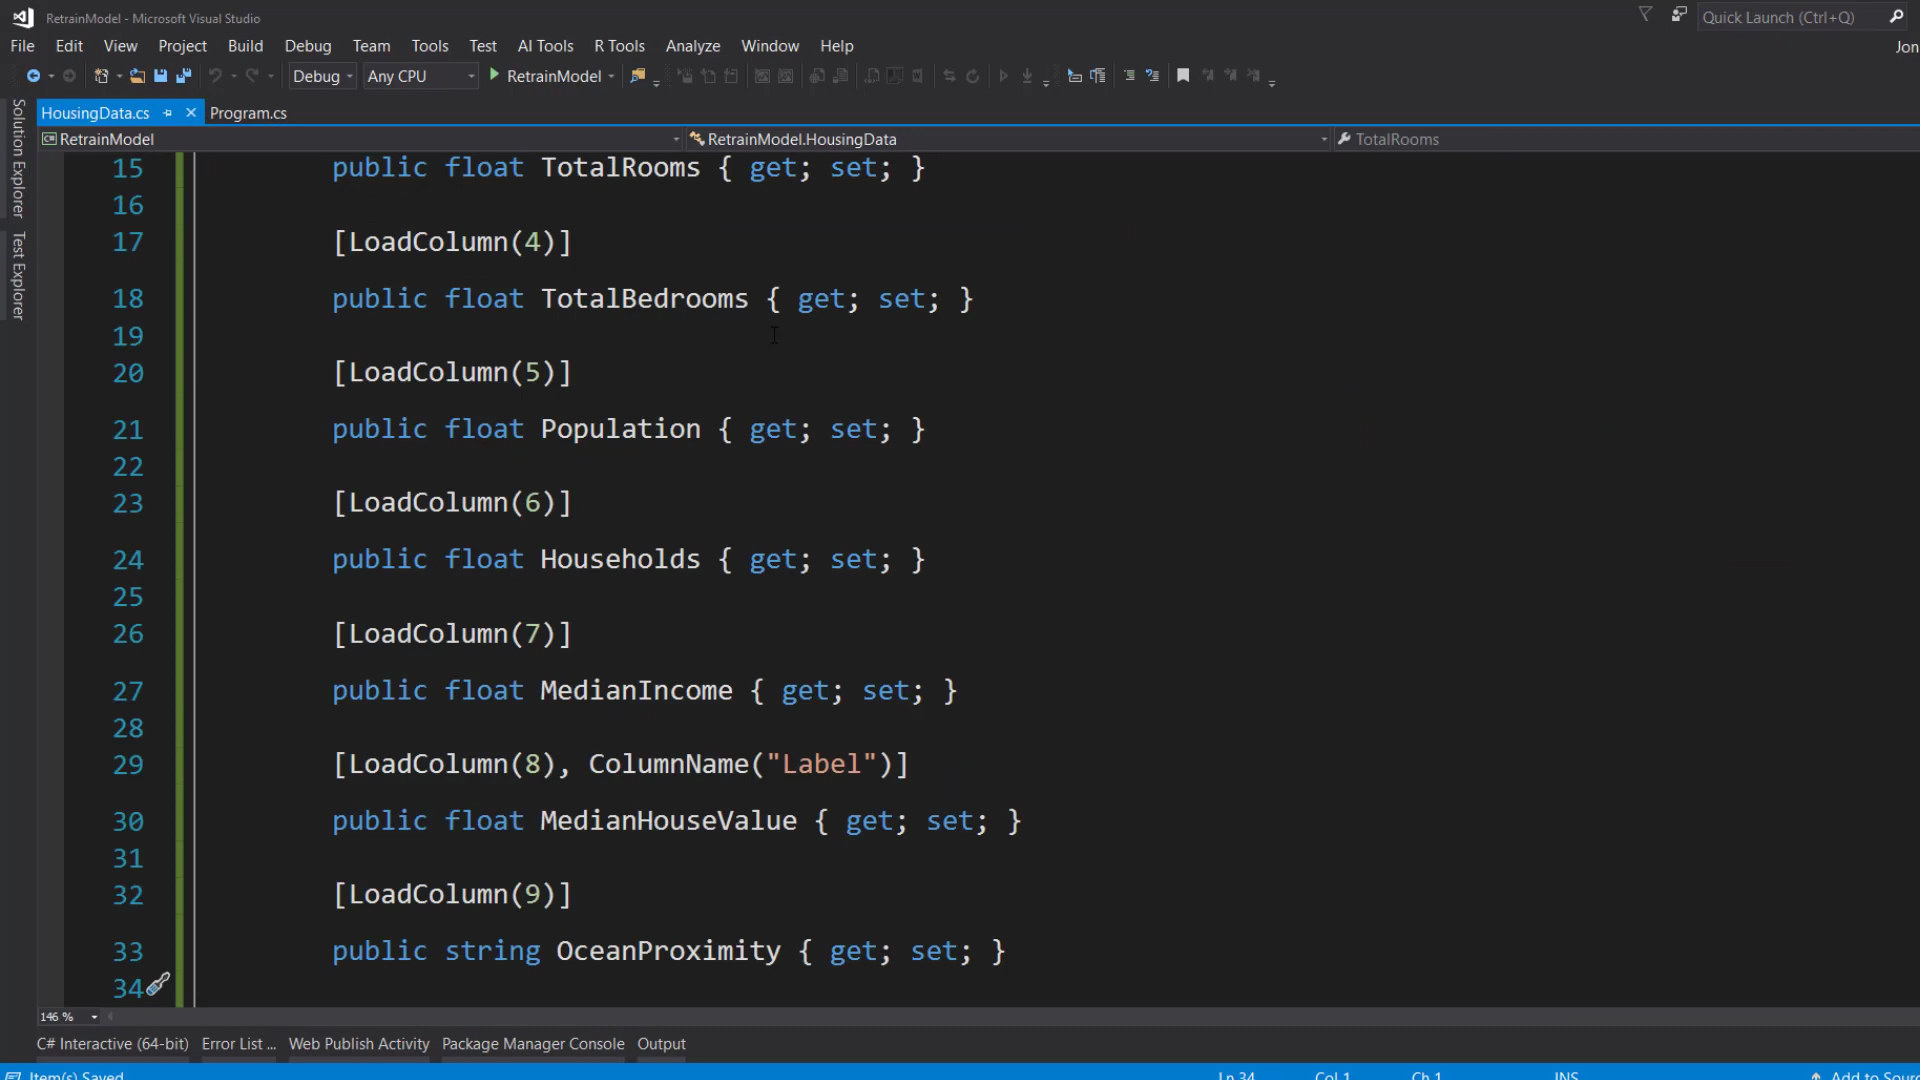 RetrainModel - Microsoft Visual Studio
Quick Launch (Ctrl+Q)
File Edit View Project Build Debug Team Tools Test AI Tools R Tools Analyze Window Help
Jon
Debug Any CPU RetrainModel
HousingData.cs Program.cs
RetrainModel RetrainModel.HousingData TotalRooms
Solution Explorer
Test Explorer
15 public float TotalRooms { get; set; }
16
17 [LoadColumn(4)]
18 public float TotalBedrooms { get; set; }
19
20 [LoadColumn(5)]
21 public float Population { get; set; }
22
23 [LoadColumn(6)]
24 public float Households { get; set; }
25
26 [LoadColumn(7)]
27 public float MedianIncome { get; set; }
28
29 [LoadColumn(8), ColumnName("Label")]
30 public float MedianHouseValue { get; set; }
31
32 [LoadColumn(9)]
33 public string OceanProximity { get; set; }
34
146 %
C# Interactive (64-bit) Error List ... Web Publish Activity Package Manager Console Output
Item(s) Saved Ln 34 Col 1 Ch 1 INS Add to Sourc